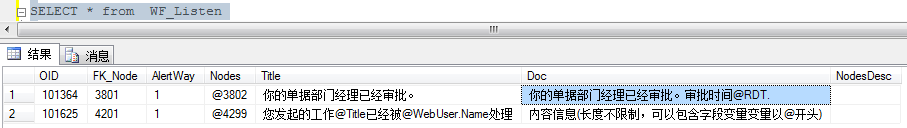 SELECT * from  WF_Listen
结果 消息
OID FK_Node AlertWay Nodes Title Doc NodesDesc
1 101364 3801 1 @3802 你的单据部门经理已经审批。 你的单据部门经理已经审批。审批时间@RDT.
2 101625 4201 1 @4299 您发起的工作@Title已经被@WebUser.Name处理 内容信息(长度不限制，可以包含字段变量变量以@开头)